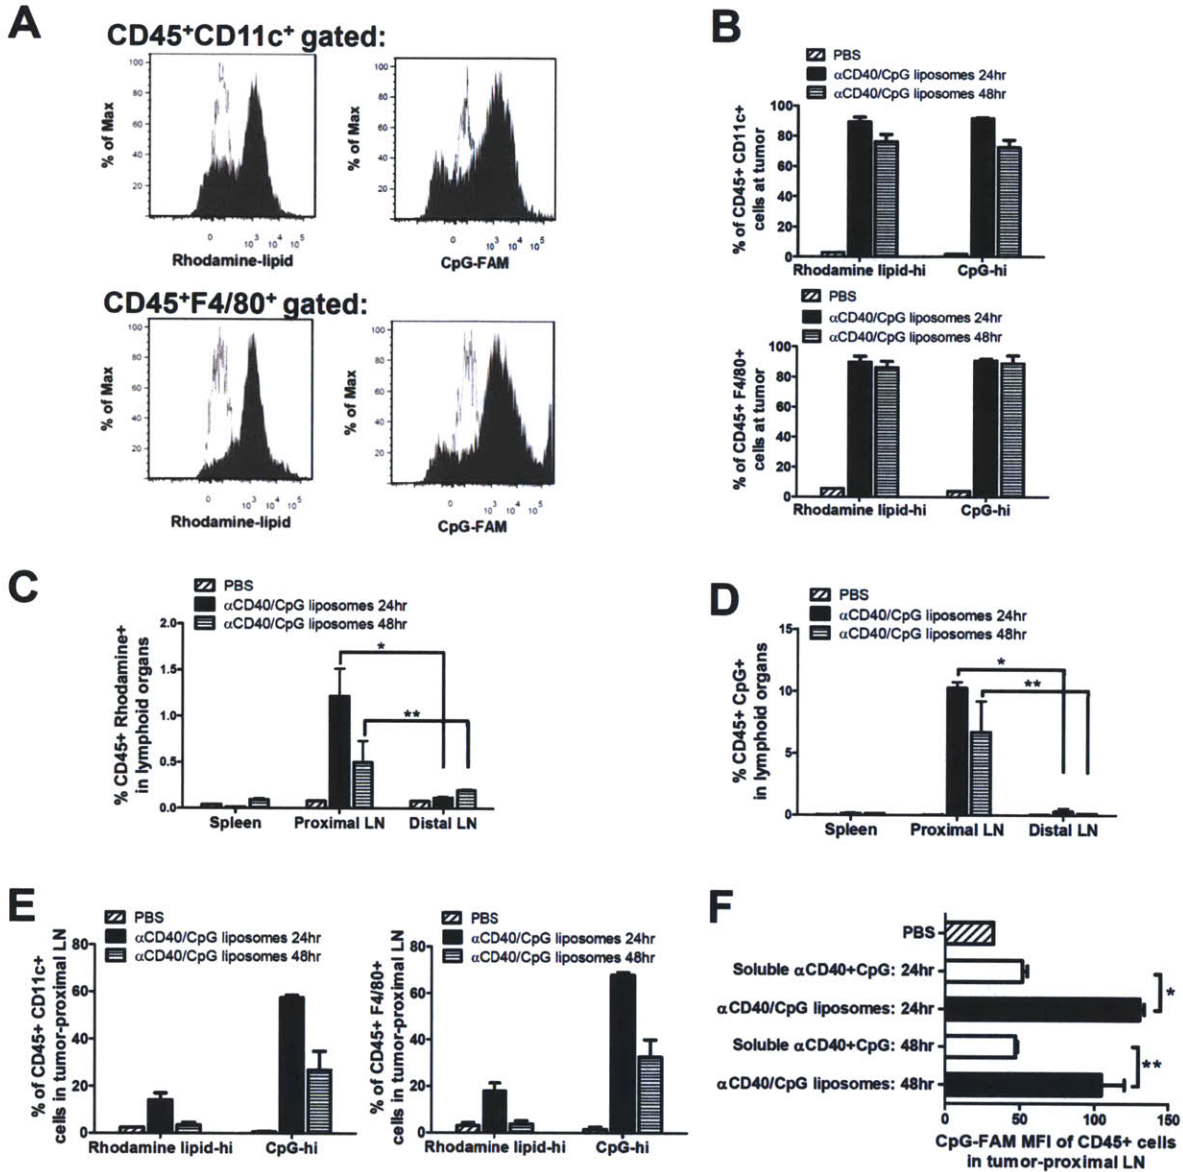 A
CD45⁺CD11c⁺ gated:
% of Max
100
80
60
40
20
0 10³ 10⁴ 10⁵
Rhodamine-lipid
% of Max
100
80
60
40
20
0 10³ 10⁴ 10⁵
CpG-FAM
CD45⁺F4/80⁺ gated:
% of Max
100
80
60
40
20
0 10³ 10⁴ 10⁵
Rhodamine-lipid
% of Max
100
80
60
40
20
0 10³ 10⁴ 10⁵
CpG-FAM
B
PBS
αCD40/CpG liposomes 24hr
αCD40/CpG liposomes 48hr
% of CD45+ CD11c+
cells at tumor
100
80
60
40
20
0
Rhodamine lipid-hi CpG-hi
PBS
αCD40/CpG liposomes 24hr
αCD40/CpG liposomes 48hr
% of CD45+ F4/80+
cells at tumor
100
80
60
40
20
0
Rhodamine lipid-hi CpG-hi
C
PBS
αCD40/CpG liposomes 24hr
αCD40/CpG liposomes 48hr
% CD45+ Rhodamine+
in lymphoid organs
2.0
1.5
1.0
0.5
0.0
*
**
Spleen Proximal LN Distal LN
D
PBS
αCD40/CpG liposomes 24hr
αCD40/CpG liposomes 48hr
% CD45+ CpG+
in lymphoid organs
15
10
5
0
*
**
Spleen Proximal LN Distal LN
E
PBS
αCD40/CpG liposomes 24hr
αCD40/CpG liposomes 48hr
% of CD45+ CD11c+
cells in tumor-proximal LN
80
60
40
20
0
Rhodamine lipid-hi CpG-hi
PBS
αCD40/CpG liposomes 24hr
αCD40/CpG liposomes 48hr
% of CD45+ F4/80+
cells in tumor-proximal LN
80
60
40
20
0
Rhodamine lipid-hi CpG-hi
F
PBS
Soluble αCD40+CpG: 24hr
αCD40/CpG liposomes: 24hr
*
Soluble αCD40+CpG: 48hr
αCD40/CpG liposomes: 48hr
**
0 50 100 150
CpG-FAM MFI of CD45+ cells
in tumor-proximal LN